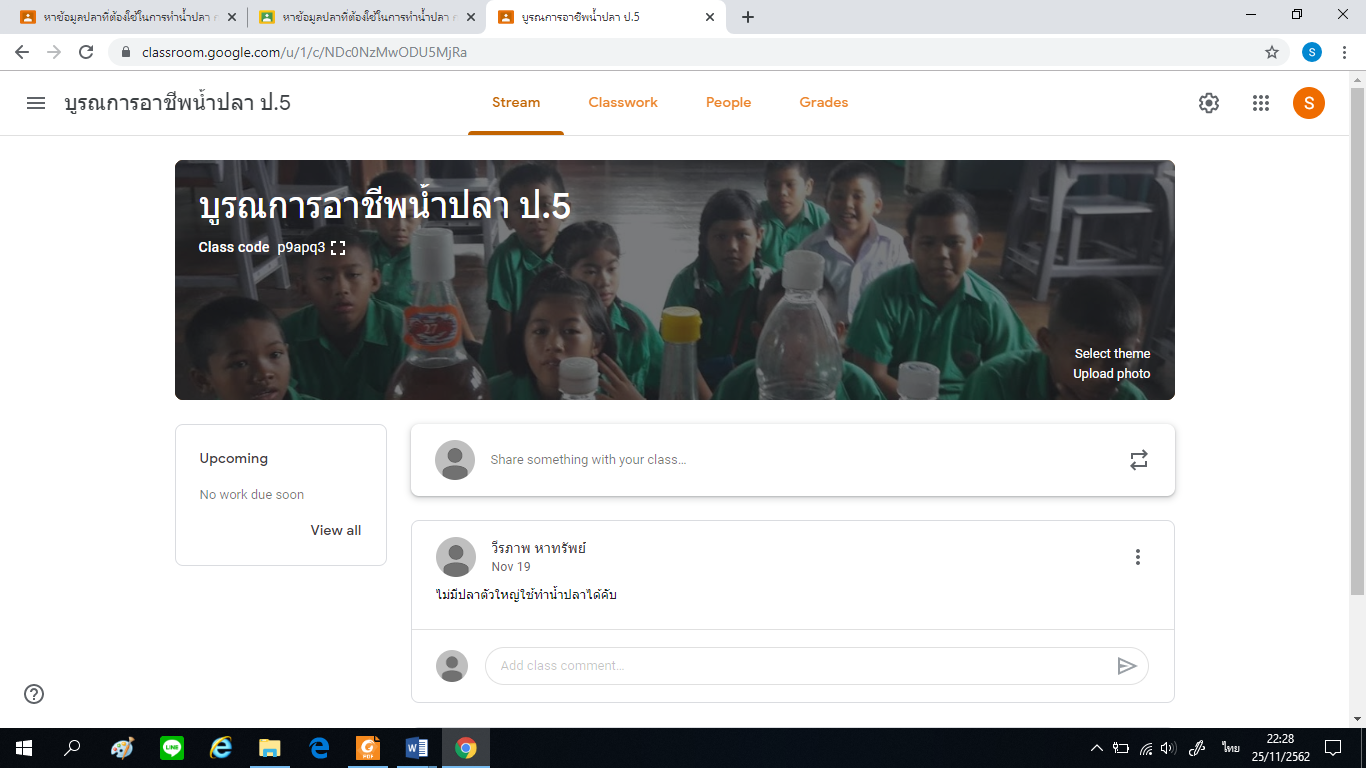 หาข้อมูลปลาที่ต้องใช้ในการทำน้ำปลา
หาข้อมูลปลาที่ต้องใช้ในการทำน้ำปลา
บูรณการอาชีพน้ำปลา ป.5
classroom.google.com/u/1/c/NDc0NzMwODU5MjRa
S
บูรณการอาชีพน้ำปลา ป.5
Stream
Classwork
People
Grades
S
บูรณการอาชีพน้ำปลา ป.5
Class code p9apq3
27
Select theme
Upload photo
Upcoming
No work due soon
View all
Share something with your class...
วีรภาพ หาทรัพย์
Nov 19
ไม่มีปลาตัวใหญ่ใช้ทำน้ำปลาได้คับ
Add class comment...
LINE
PDF
ไทย
22:28
25/11/2562